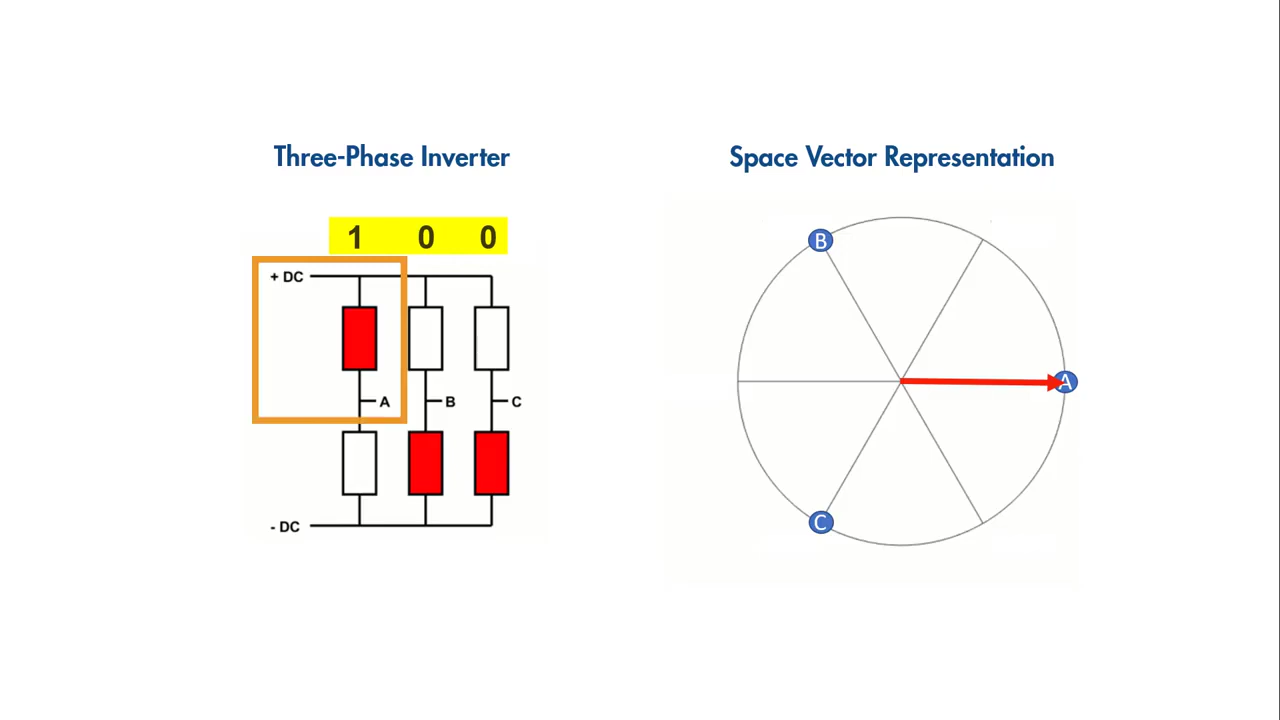 Three-Phase Inverter
1 0 0
+ DC
A B C
- DC
Space Vector Representation
B
A
C